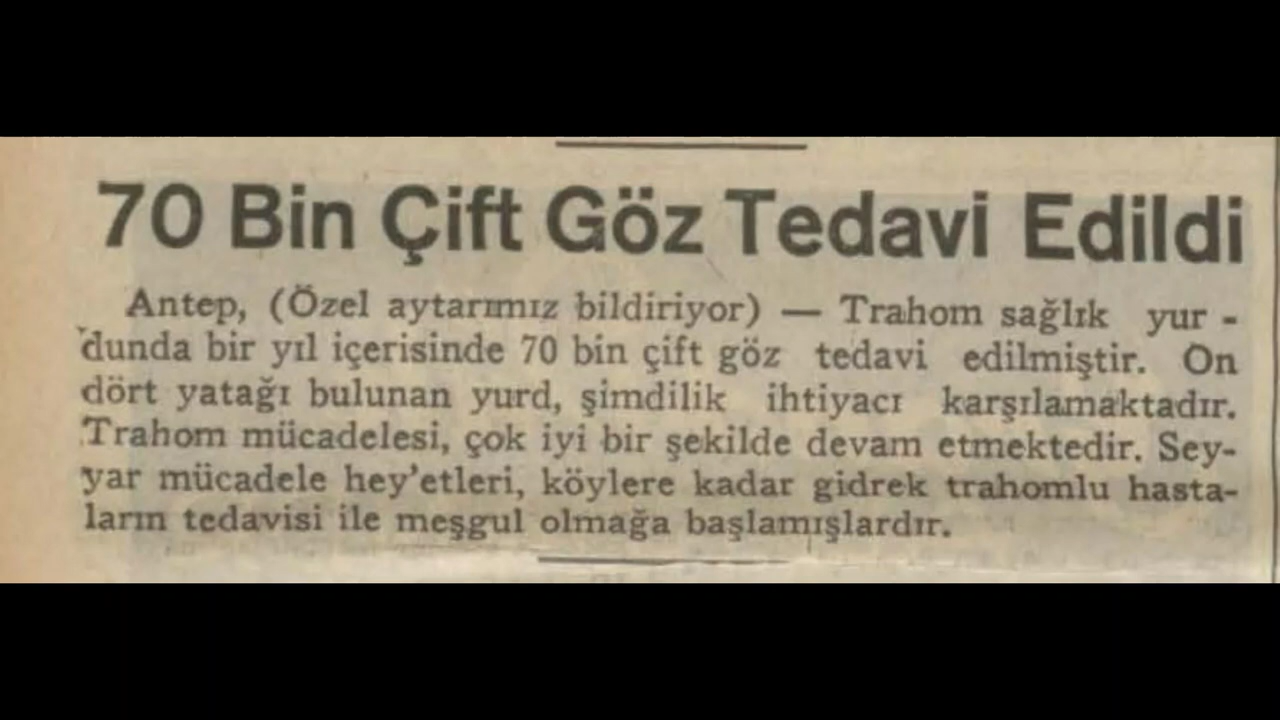 70 Bin Çift Göz Tedavi Edildi
Antep, (Özel aytarımız bildiriyor) — Trahom sağlık yur -
dunda bir yıl içerisinde 70 bin çift göz tedavi edilmiştir. On
dört yatağı bulunan yurd, şimdilik ihtiyacı karşılamaktadır.
Trahom mücadelesi, çok iyi bir şekilde devam etmektedir. Sey-
yar mücadele hey'etleri, köylere kadar gidrek trahomlu hasta-
ların tedavisi ile meşgul olmağa başlamışlardır.